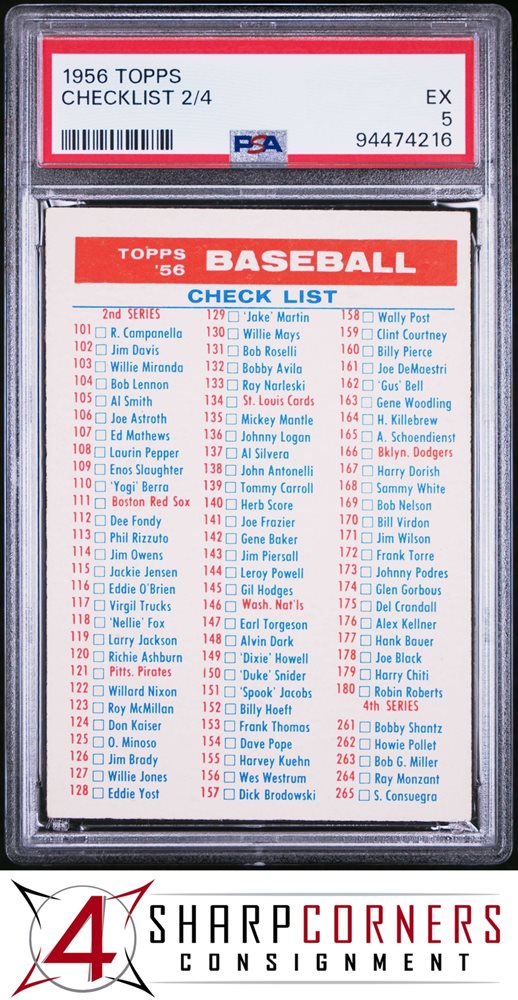 1956 TOPPS
CHECKLIST 2/4
EX
5
94474216
PSA
TOPPS '56 BASEBALL
CHECK LIST
2nd SERIES
101 R. Campanella
102 Jim Davis
103 Willie Miranda
104 Bob Lennon
105 Al Smith
106 Joe Astroth
107 Ed Mathews
108 Laurin Pepper
109 Enos Slaughter
110 'Yogi' Berra
111 Boston Red Sox
112 Dee Fondy
113 Phil Rizzuto
114 Jim Owens
115 Jackie Jensen
116 Eddie O'Brien
117 Virgil Trucks
118 'Nellie' Fox
119 Larry Jackson
120 Richie Ashburn
121 Pitts. Pirates
122 Willard Nixon
123 Roy McMillan
124 Don Kaiser
125 O. Minoso
126 Jim Brady
127 Willie Jones
128 Eddie Yost
129 'Jake' Martin
130 Willie Mays
131 Bob Roselli
132 Bobby Avila
133 Ray Narleski
134 St. Louis Cards
135 Mickey Mantle
136 Johnny Logan
137 Al Silvera
138 John Antonelli
139 Tommy Carroll
140 Herb Score
141 Joe Frazier
142 Gene Baker
143 Jim Piersall
144 Leroy Powell
145 Gil Hodges
146 Wash. Nat'ls
147 Earl Torgeson
148 Alvin Dark
149 'Dixie' Howell
150 'Duke' Snider
151 'Spook' Jacobs
152 Billy Hoeft
153 Frank Thomas
154 Dave Pope
155 Harvey Kuehn
156 Wes Westrum
157 Dick Brodowski
158 Wally Post
159 Clint Courtney
160 Billy Pierce
161 Joe DeMaestri
162 'Gus' Bell
163 Gene Woodling
164 H. Killebrew
165 A. Schoendienst
166 Bklyn. Dodgers
167 Harry Dorish
168 Sammy White
169 Bob Nelson
170 Bill Virdon
171 Jim Wilson
172 Frank Torre
173 Johnny Podres
174 Glen Gorbous
175 Del Crandall
176 Alex Kellner
177 Hank Bauer
178 Joe Black
179 Harry Chiti
180 Robin Roberts
4th SERIES
261 Bobby Shantz
262 Howie Pollet
263 Bob G. Miller
264 Ray Monzant
265 S. Consuegra
4 SHARPCORNERS
CONSIGNMENT